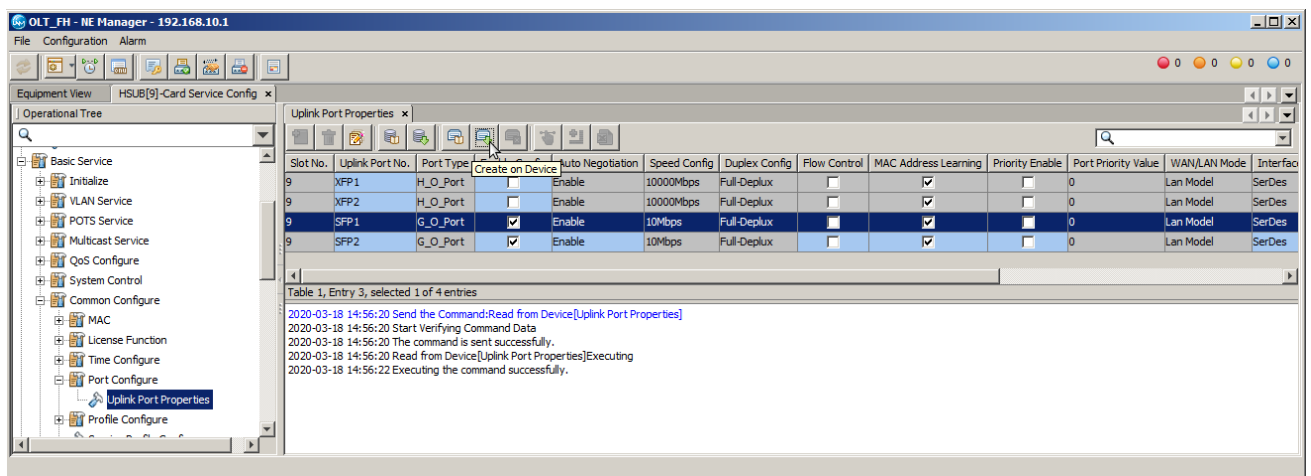 OLT_FH - NE Manager - 192.168.10.1
File Configuration Alarm
0 0 0 0
Equipment View HSUB[9]-Card Service Config
Operational Tree
Uplink Port Properties
Basic Service
Initialize
VLAN Service
POTS Service
Multicast Service
QoS Configure
System Control
Common Configure
MAC
License Function
Time Configure
Port Configure
Uplink Port Properties
Profile Configure
Slot No. Uplink Port No. Port Type Auto Negotiation Speed Config Duplex Config Flow Control MAC Address Learning Priority Enable Port Priority Value WAN/LAN Mode Interfac
Create on Device
9 XFP1 H_O_Port Enable 10000Mbps Full-Deplux 0 Lan Model SerDes
9 XFP2 H_O_Port Enable 10000Mbps Full-Deplux 0 Lan Model SerDes
9 SFP1 G_O_Port Enable 10Mbps Full-Deplux 0 Lan Model SerDes
9 SFP2 G_O_Port Enable 10Mbps Full-Deplux 0 Lan Model SerDes
Table 1, Entry 3, selected 1 of 4 entries
2020-03-18 14:56:20 Send the Command:Read from Device[Uplink Port Properties]
2020-03-18 14:56:20 Start Verifying Command Data
2020-03-18 14:56:20 The command is sent successfully.
2020-03-18 14:56:20 Read from Device[Uplink Port Properties]Executing
2020-03-18 14:56:22 Executing the command successfully.